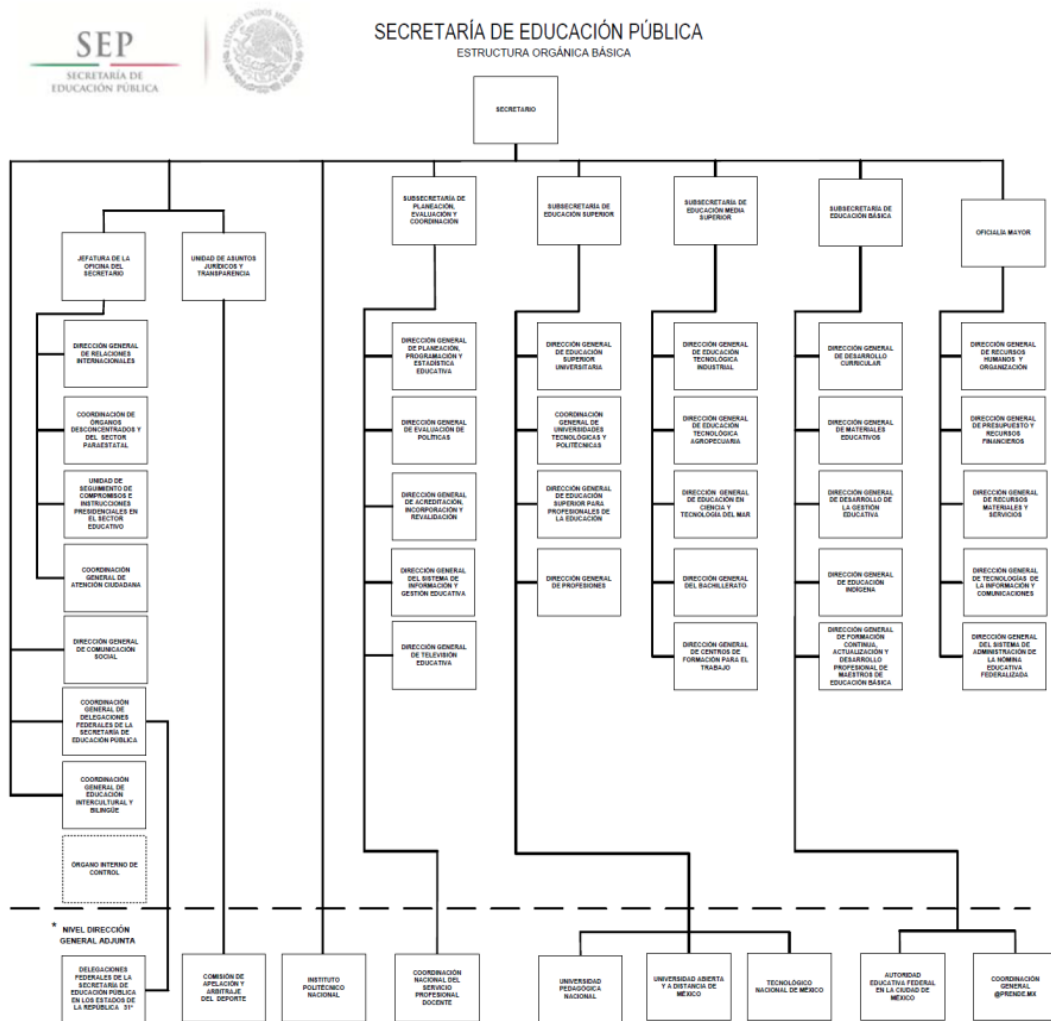 SEP
SECRETARÍA DE
EDUCACIÓN PÚBLICA
ESTADOS UNIDOS MEXICANOS
SECRETARÍA DE EDUCACIÓN PÚBLICA
ESTRUCTURA ORGÁNICA BÁSICA
SECRETARIO
SUBSECRETARÍA DE
PLANEACIÓN,
EVALUACIÓN Y
COORDINACIÓN
SUBSECRETARÍA DE
EDUCACIÓN SUPERIOR
SUBSECRETARÍA DE
EDUCACIÓN MEDIA
SUPERIOR
SUBSECRETARÍA DE
EDUCACIÓN BÁSICA
OFICIALÍA MAYOR
JEFATURA DE LA
OFICINA DEL
SECRETARIO
UNIDAD DE ASUNTOS
JURÍDICOS Y
TRANSPARENCIA
DIRECCIÓN GENERAL
DE RELACIONES
INTERNACIONALES
COORDINACIÓN DE
ÓRGANOS
DESCONCENTRADOS Y
DEL SECTOR
PARAESTATAL
UNIDAD DE
SEGUIMIENTO DE
COMPROMISOS E
INSTRUCCIONES
PRESIDENCIALES EN
EL SECTOR
EDUCATIVO
COORDINACIÓN
GENERAL DE
ATENCIÓN CIUDADANA
DIRECCIÓN GENERAL
DE COMUNICACIÓN
SOCIAL
COORDINACIÓN
GENERAL DE
DELEGACIONES
FEDERALES DE LA
SECRETARÍA DE
EDUCACIÓN PÚBLICA
COORDINACIÓN
GENERAL DE
EDUCACIÓN
INTERCULTURAL Y
BILINGÜE
ÓRGANO INTERNO DE
CONTROL
DIRECCIÓN GENERAL
DE PLANEACIÓN,
PROGRAMACIÓN Y
ESTADÍSTICA
EDUCATIVA
DIRECCIÓN GENERAL
DE EVALUACIÓN DE
POLÍTICAS
DIRECCIÓN GENERAL
DE ACREDITACIÓN,
INCORPORACIÓN Y
REVALIDACIÓN
DIRECCIÓN GENERAL
DEL SISTEMA DE
INFORMACIÓN Y
GESTIÓN EDUCATIVA
DIRECCIÓN GENERAL
DE TELEVISIÓN
EDUCATIVA
DIRECCIÓN GENERAL
DE EDUCACIÓN
SUPERIOR
UNIVERSITARIA
COORDINACIÓN
GENERAL DE
UNIVERSIDADES
TECNOLÓGICAS Y
POLITÉCNICAS
DIRECCIÓN GENERAL
DE EDUCACIÓN
SUPERIOR PARA
PROFESIONALES DE
LA EDUCACIÓN
DIRECCIÓN GENERAL
DE PROFESIONES
DIRECCIÓN GENERAL
DE EDUCACIÓN
TECNOLÓGICA
INDUSTRIAL
DIRECCIÓN GENERAL
DE EDUCACIÓN
TECNOLÓGICA
AGROPECUARIA
DIRECCIÓN GENERAL
DE EDUCACIÓN EN
CIENCIA Y
TECNOLOGÍA DEL MAR
DIRECCIÓN GENERAL
DEL BACHILLERATO
DIRECCIÓN GENERAL
DE CENTROS DE
FORMACIÓN PARA EL
TRABAJO
DIRECCIÓN GENERAL
DE DESARROLLO
CURRICULAR
DIRECCIÓN GENERAL
DE MATERIALES
EDUCATIVOS
DIRECCIÓN GENERAL
DE DESARROLLO DE
LA GESTIÓN
EDUCATIVA
DIRECCIÓN GENERAL
DE EDUCACIÓN
INDÍGENA
DIRECCIÓN GENERAL
DE FORMACIÓN
CONTINUA,
ACTUALIZACIÓN Y
DESARROLLO
PROFESIONAL DE
MAESTROS DE
EDUCACIÓN BÁSICA
DIRECCIÓN GENERAL
DE RECURSOS
HUMANOS Y
ORGANIZACIÓN
DIRECCIÓN GENERAL
DE PRESUPUESTO Y
RECURSOS
FINANCIEROS
DIRECCIÓN GENERAL
DE RECURSOS
MATERIALES Y
SERVICIOS
DIRECCIÓN GENERAL
DE TECNOLOGÍAS DE
LA INFORMACIÓN Y
COMUNICACIONES
DIRECCIÓN GENERAL
DEL SISTEMA DE
ADMINISTRACIÓN DE
LA NÓMINA
EDUCATIVA
FEDERALIZADA
* NIVEL DIRECCIÓN
GENERAL ADJUNTA
DELEGACIONES
FEDERALES DE LA
SECRETARÍA DE
EDUCACIÓN PÚBLICA
EN LOS ESTADOS DE
LA REPÚBLICA 31*
COMISIÓN DE
APELACIÓN Y
ARBITRAJE
DEL DEPORTE
INSTITUTO
POLITÉCNICO
NACIONAL
COORDINACIÓN
NACIONAL DEL
SERVICIO
PROFESIONAL
DOCENTE
UNIVERSIDAD
PEDAGÓGICA
NACIONAL
UNIVERSIDAD ABIERTA
Y A DISTANCIA DE
MÉXICO
TECNOLÓGICO
NACIONAL DE MÉXICO
AUTORIDAD
EDUCATIVA FEDERAL
EN LA CIUDAD DE
MÉXICO
COORDINACIÓN
GENERAL
@PRENDE.MX